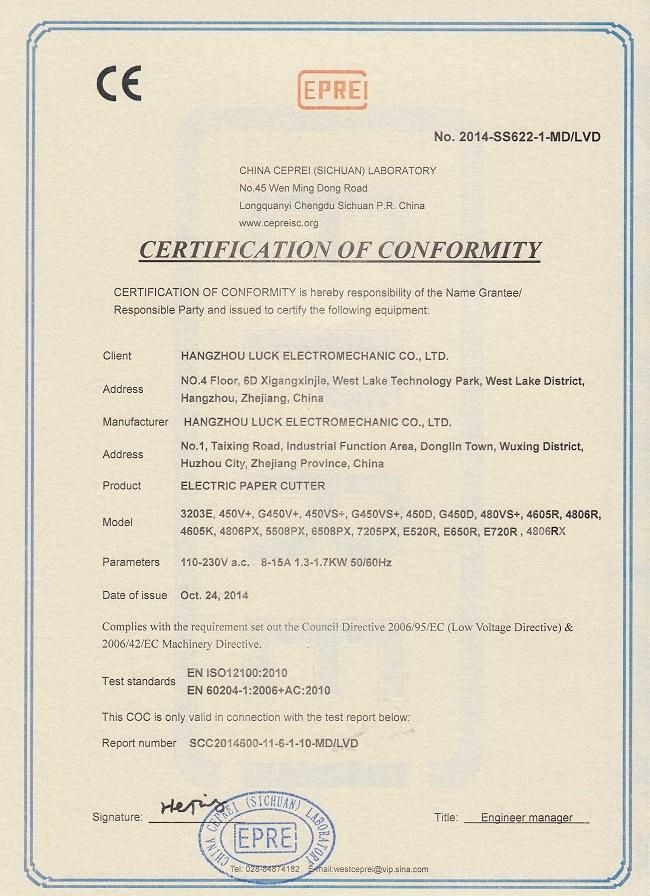 CE
EPREI
No. 2014-SS622-1-MD/LVD
CHINA CEPREI (SICHUAN) LABORATORY
No.45 Wen Ming Dong Road
Longquanyi Chengdu Sichuan P.R. China
www.cepreisc.org
CERTIFICATION OF CONFORMITY
CERTIFICATION OF CONFORMITY is hereby responsibility of the Name Grantee/
Responsible Party and issued to certify the following equipment:
Client HANGZHOU LUCK ELECTROMECHANIC CO., LTD.
Address NO.4 Floor, 6D Xigangxinjie, West Lake Technology Park, West Lake District,
Hangzhou, Zhejiang, China
Manufacturer HANGZHOU LUCK ELECTROMECHANIC CO., LTD.
Address No.1, Taixing Road, Industrial Function Area, Donglin Town, Wuxing District,
Huzhou City, Zhejiang Province, China
Product ELECTRIC PAPER CUTTER
Model 3203E, 450V+, G450V+, 450VS+, G450VS+, 450D, G450D, 480VS+, 4605R, 4806R,
4605K, 4806PX, 5508PX, 6508PX, 7205PX, E520R, E650R, E720R , 4806RX
Parameters 110-230V a.c. 8-15A 1.3-1.7KW 50/60Hz
Date of issue Oct. 24, 2014
Complies with the requirement set out the Council Directive 2006/95/EC (Low Voltage Directive) &
2006/42/EC Machinery Directive.
Test standards EN ISO12100:2010
EN 60204-1:2006+AC:2010
This COC is only valid in connection with the test report below:
Report number SCC2014500-11-6-1-10-MD/LVD
Signature:
CHINA CEPREI (SICHUAN) LABORATORY
EPREI
Title: Engineer manager
Tel: 028-84874182 E-mail:westceprei@vip.sina.com